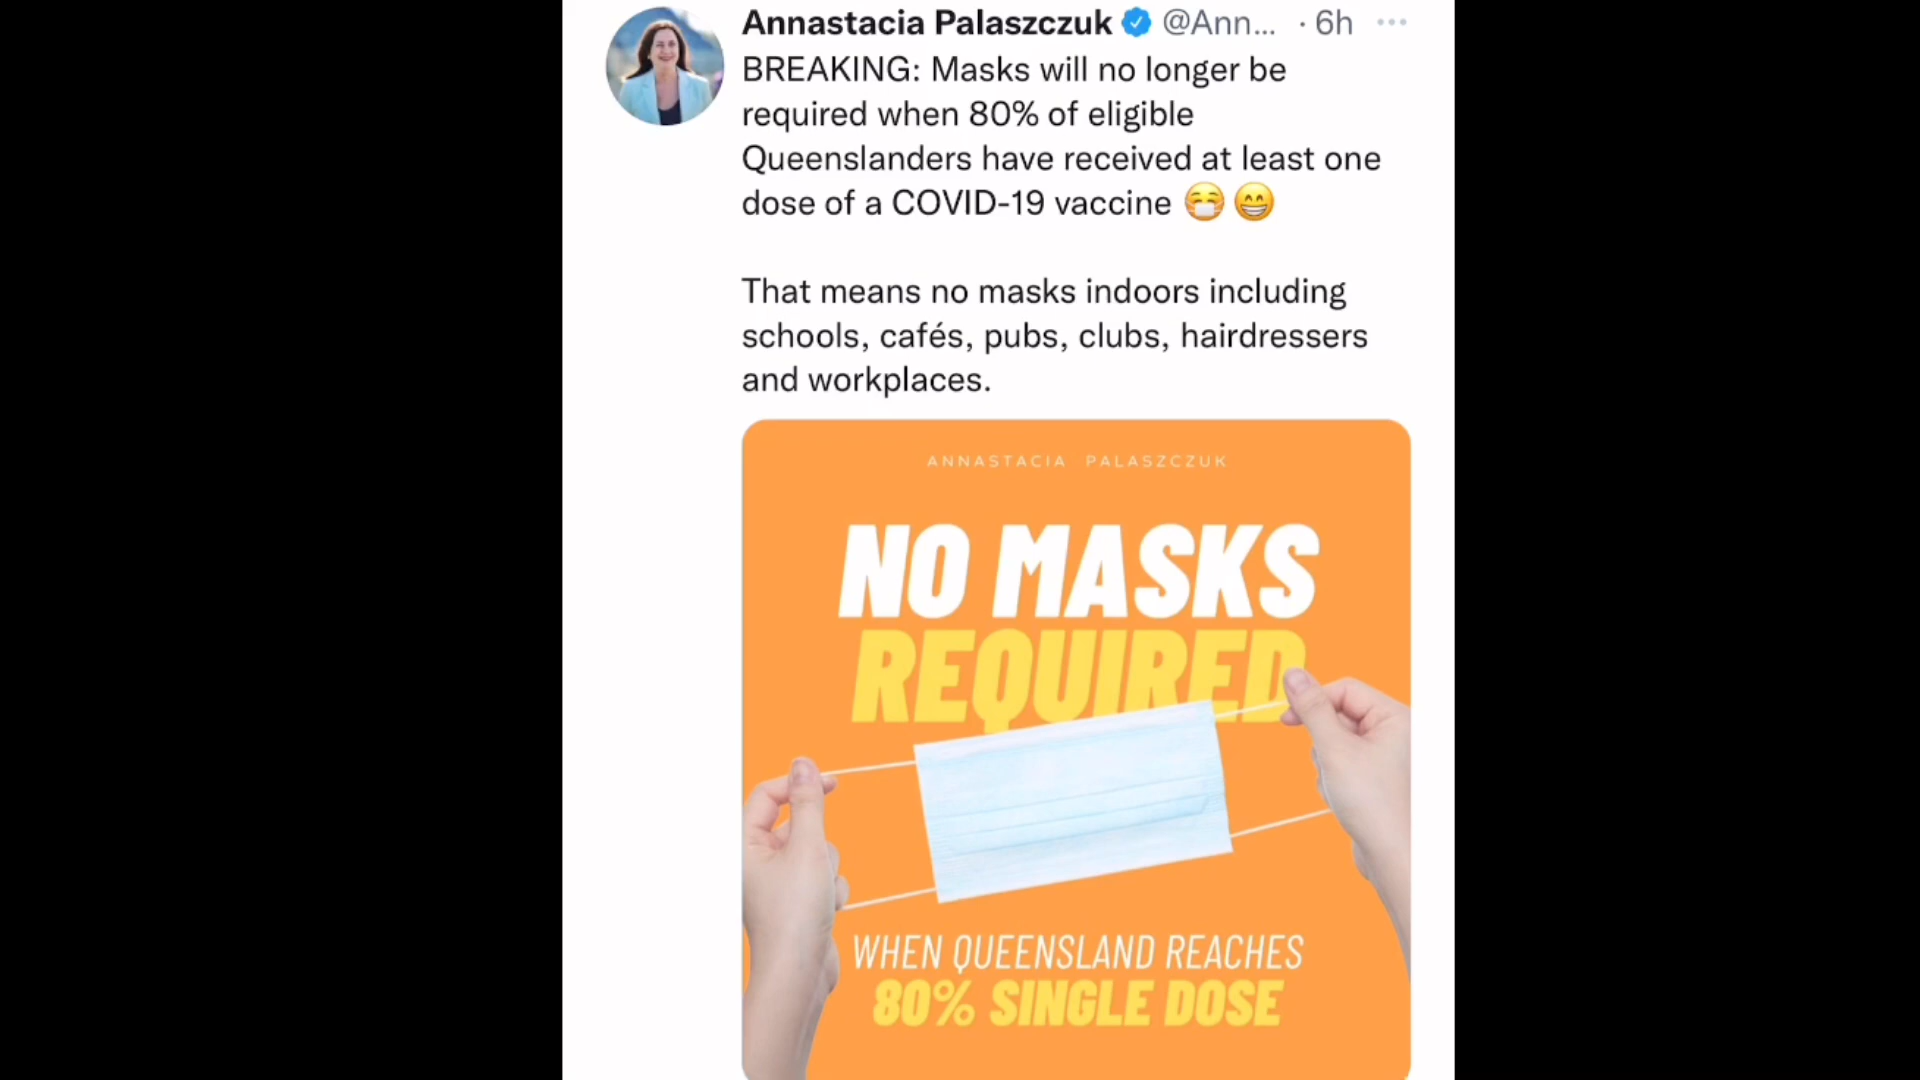 Annastacia Palaszczuk @Ann... · 6h ...
BREAKING: Masks will no longer be
required when 80% of eligible
Queenslanders have received at least one
dose of a COVID-19 vaccine 😷 😁
That means no masks indoors including
schools, cafés, pubs, clubs, hairdressers
and workplaces.
ANNASTACIA PALASZCZUK
NO MASKS
REQUIRED
WHEN QUEENSLAND REACHES
80% SINGLE DOSE